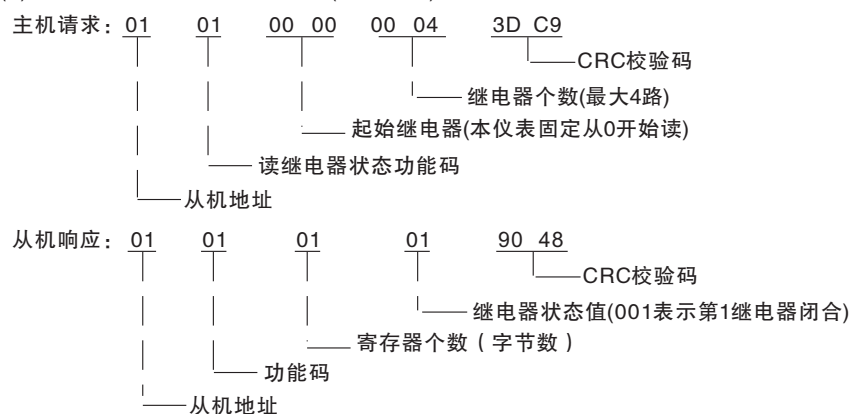 主机请求: 01 01 00 00 00 04 3D C9
CRC校验码
继电器个数(最大4路)
起始继电器(本仪表固定从0开始读)
读继电器状态功能码
从机地址
从机响应: 01 01 01 01 90 48
CRC校验码
继电器状态值(001表示第1继电器闭合)
寄存器个数（字节数）
功能码
从机地址